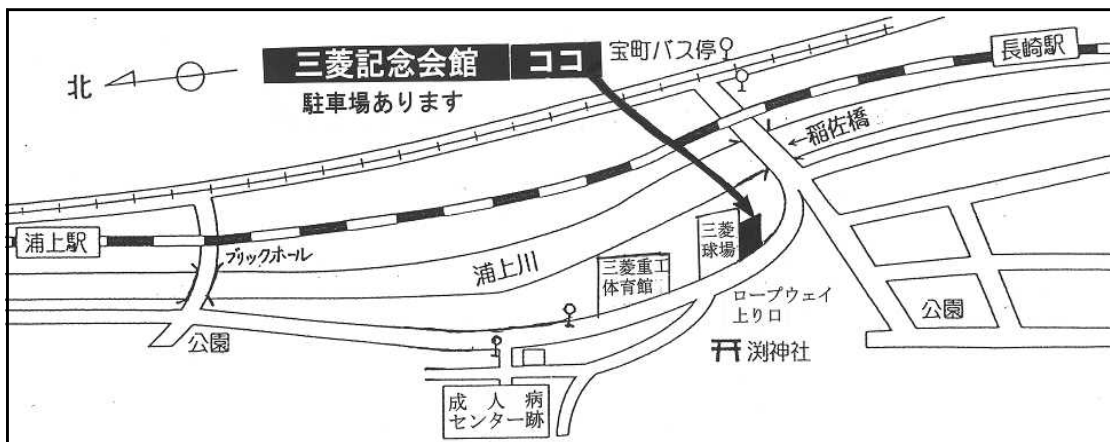 北
三菱記念会館 ココ
駐車場あります
宝町バス停
長崎駅
稲佐橋
浦上駅
ブリックホール
浦上川
三菱
球場
三菱重工
体育館
ロープウェイ
上り口
公園
渕神社
公園
成人病
センター跡